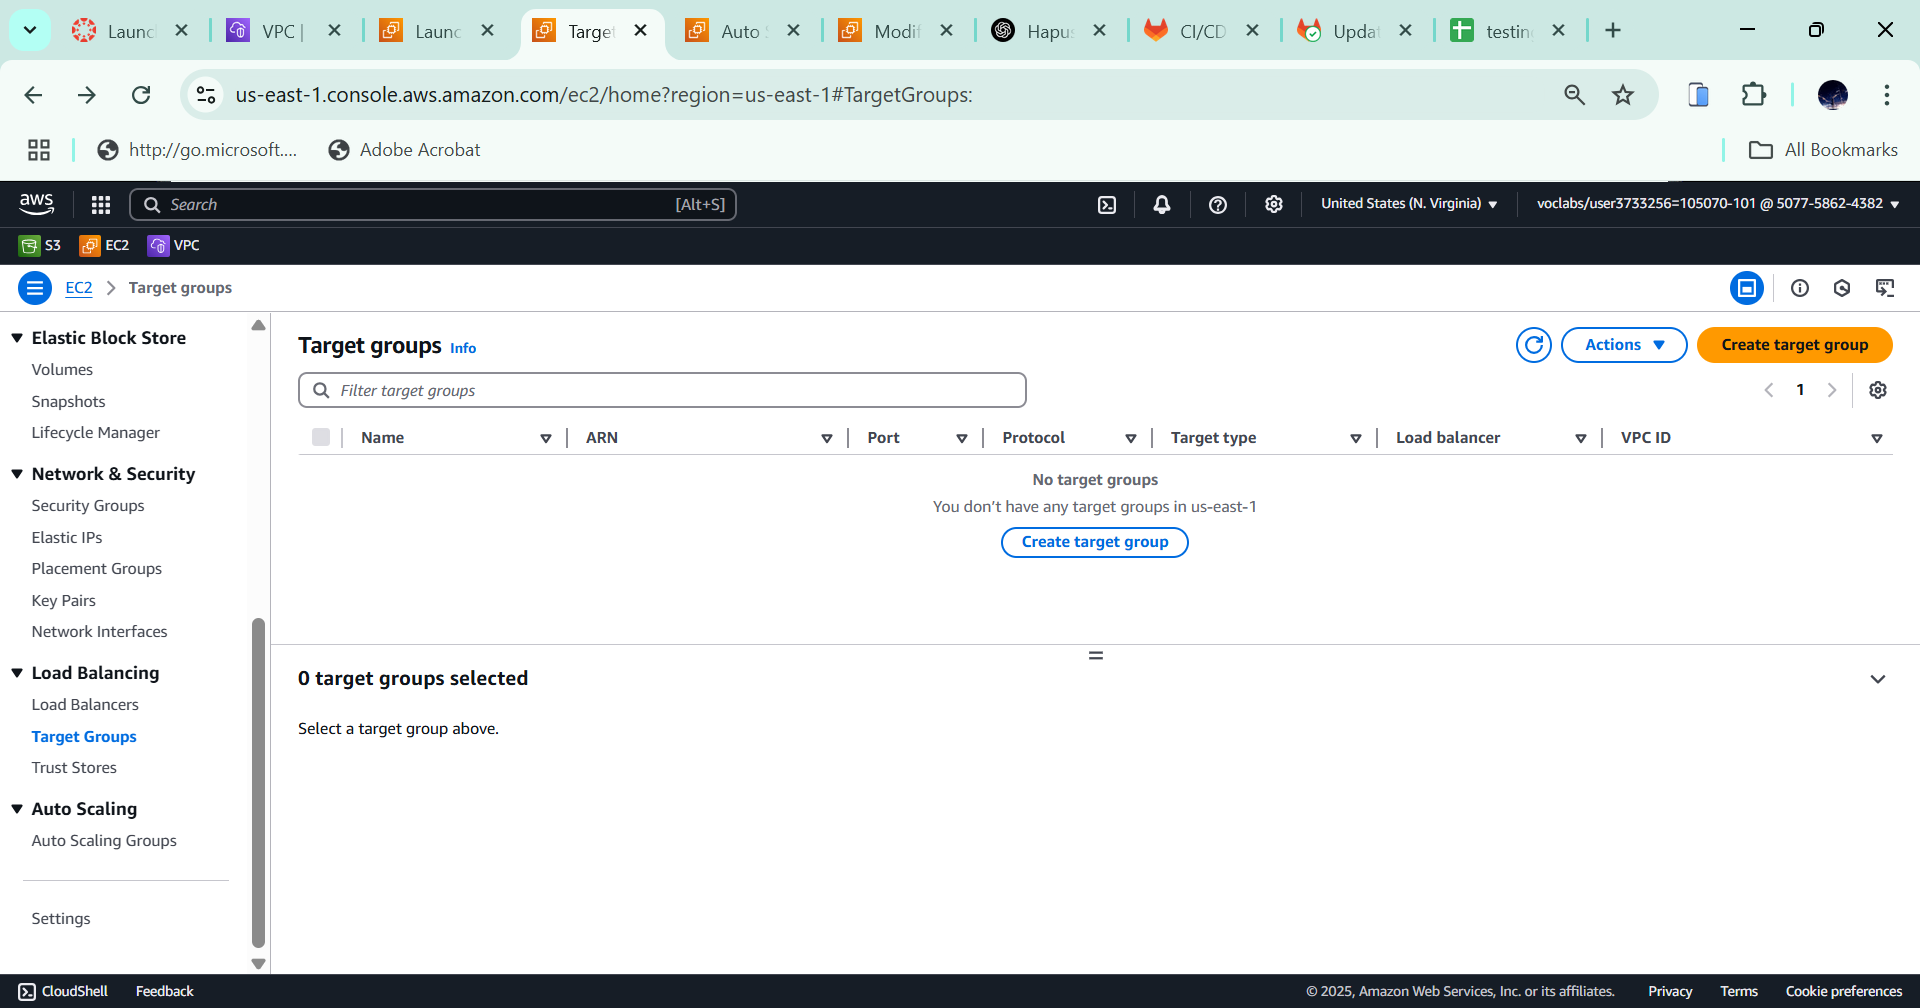 Launc
VPC |
Launc
Target
Auto S
Modif
Hapus
CI/CD
Updat
testing
us-east-1.console.aws.amazon.com/ec2/home?region=us-east-1#TargetGroups:
http://go.microsoft....
Adobe Acrobat
All Bookmarks
aws
Search
[Alt+S]
United States (N. Virginia)
voclabs/user3733256=105070-101 @ 5077-5862-4382
S3
EC2
VPC
EC2
Target groups
Elastic Block Store
Volumes
Snapshots
Lifecycle Manager
Network & Security
Security Groups
Elastic IPs
Placement Groups
Key Pairs
Network Interfaces
Load Balancing
Load Balancers
Target Groups
Trust Stores
Auto Scaling
Auto Scaling Groups
Settings
Target groups Info
Actions
Create target group
Filter target groups
1
Name
ARN
Port
Protocol
Target type
Load balancer
VPC ID
No target groups
You don’t have any target groups in us-east-1
Create target group
0 target groups selected
Select a target group above.
CloudShell
Feedback
© 2025, Amazon Web Services, Inc. or its affiliates.
Privacy
Terms
Cookie preferences